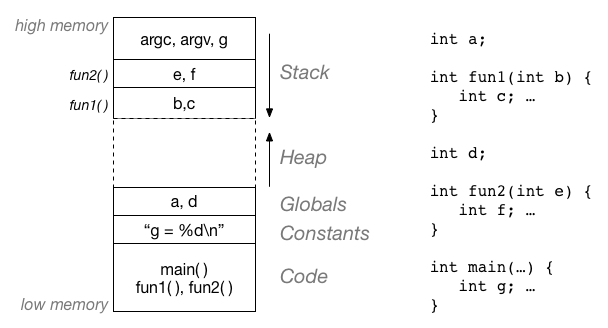 high memory
argc, argv, g
fun2( )
e, f
fun1( )
b,c
Stack
Heap
a, d
Globals
“g = %d\n”
Constants
main( )
fun1( ), fun2( )
Code
low memory
int a;
int fun1(int b) {
int c; …
}
int d;
int fun2(int e) {
int f; …
}
int main(…) {
int g; …
}